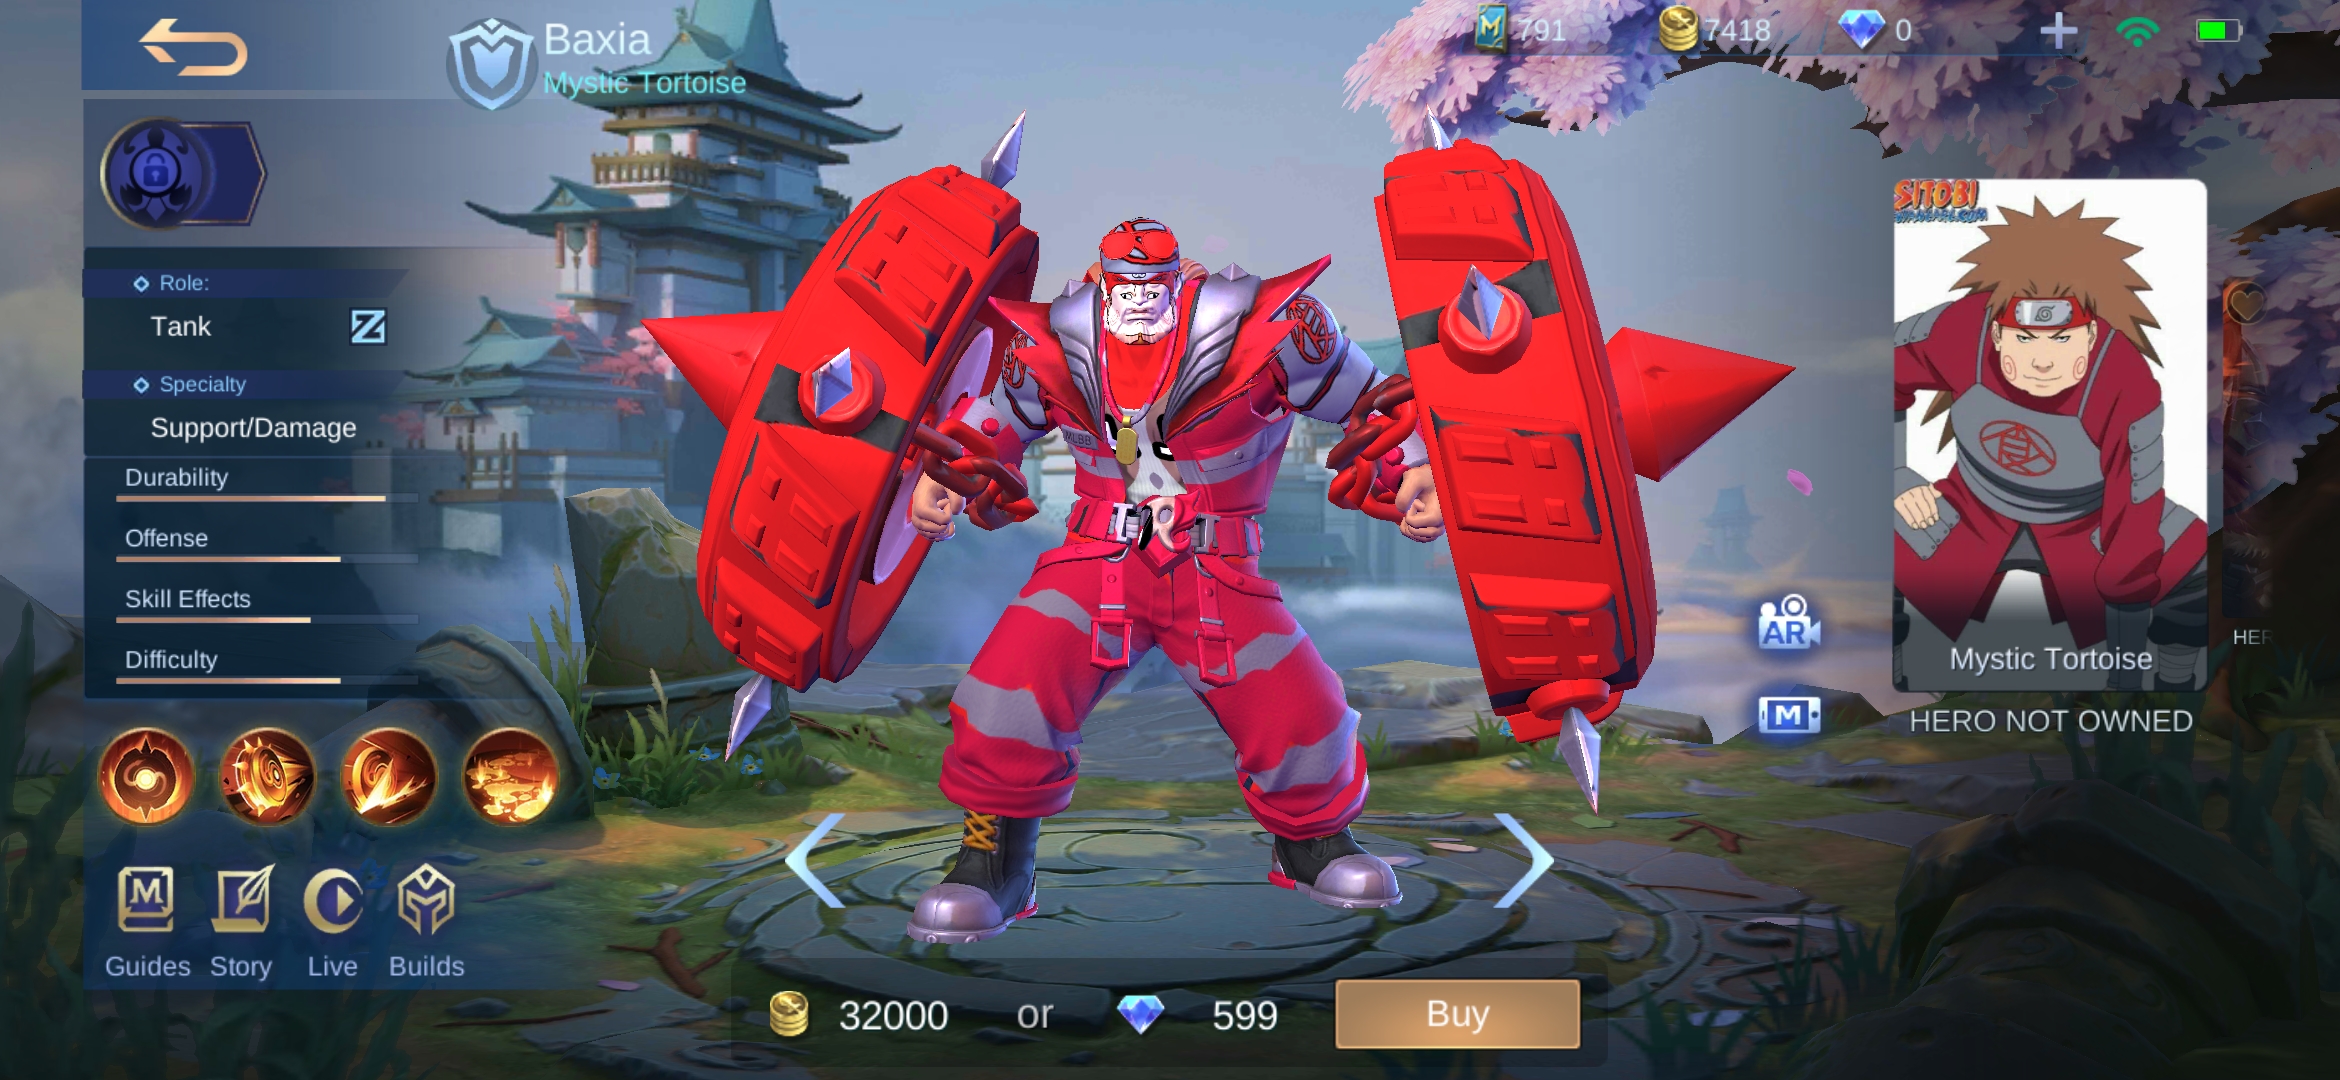 Baxia
Mystic Tortoise
791
7418
0
Role:
Tank
Specialty
Support/Damage
Durability
Offense
Skill Effects
Difficulty
Guides
Story
Live
Builds
MLBB
32000 or 599
Buy
AR
M
SITOBI
Mystic Tortoise
HERO NOT OWNED
HER